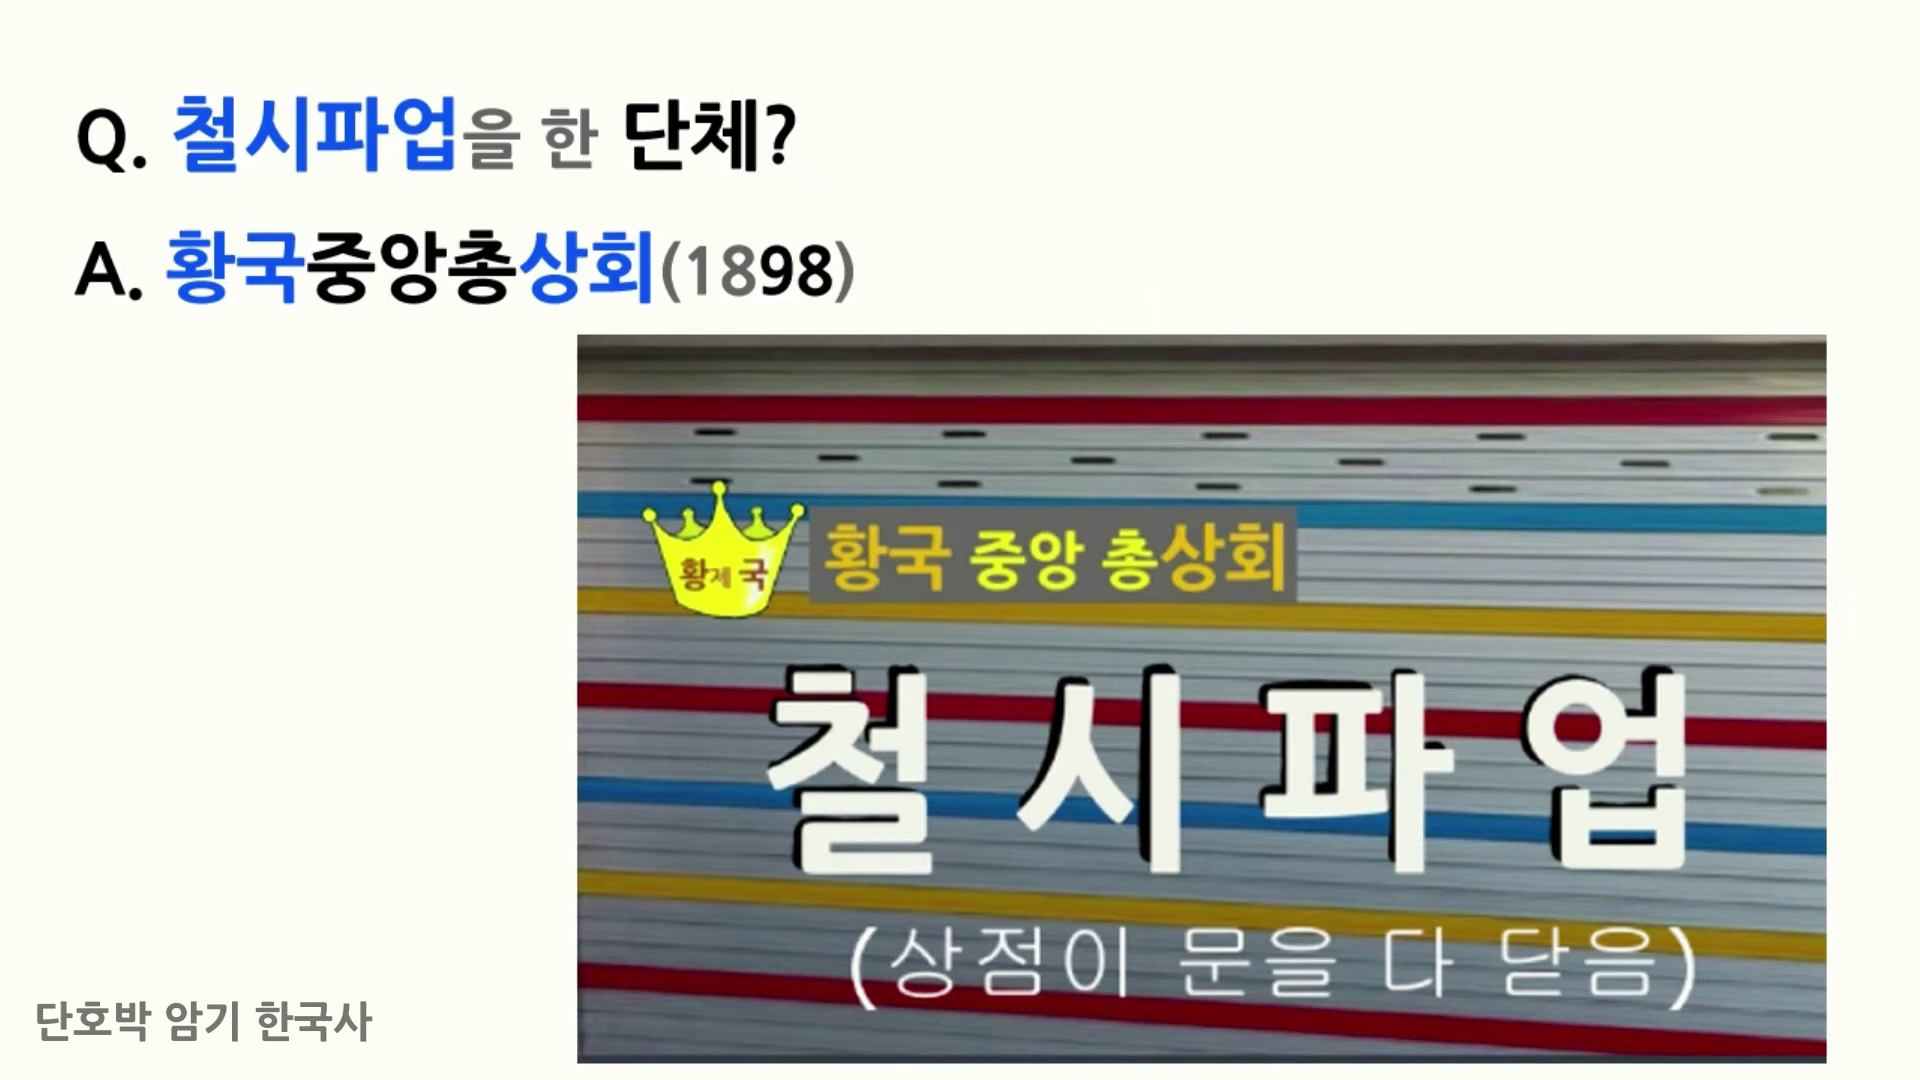 Q. 철시파업을 한 단체?
A. 황국중앙총상회(1898)
황제 국
황국 중앙 총상회
철시파업
(상점이 문을 다 닫음)
단호박 암기 한국사